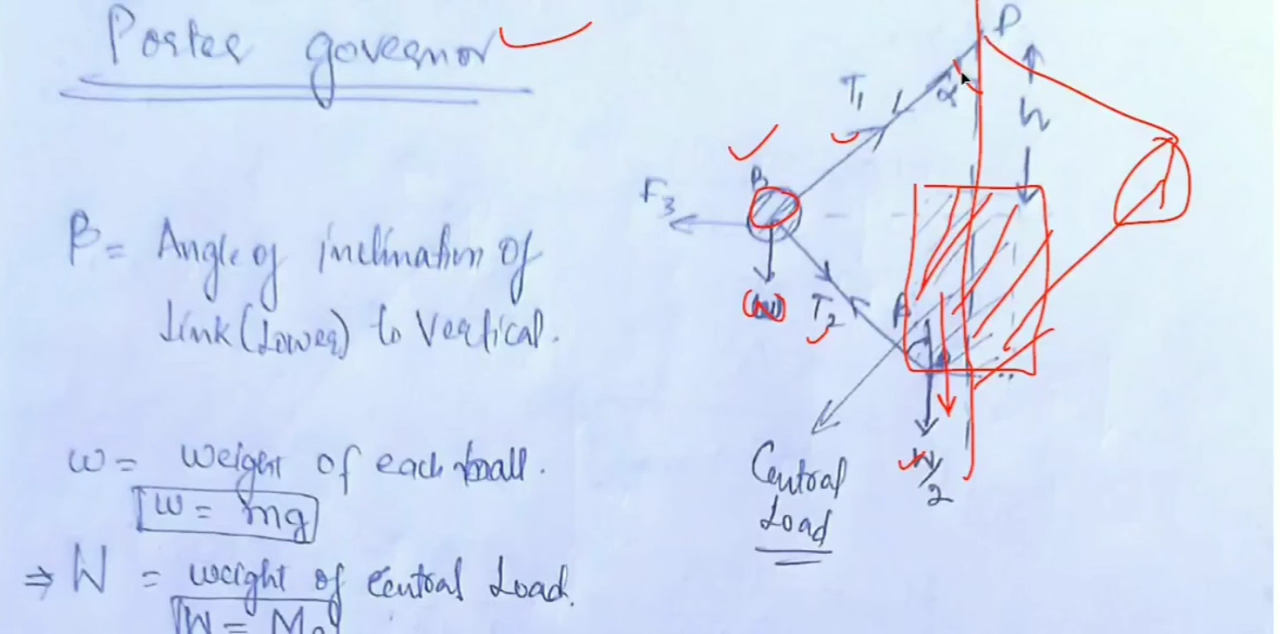 Porter governor
β = Angle of inclination of
Link (Lower) to Vertical.
w = weight of each ball.
w = mg
⇒ W = weight of central Load.
W = Mg
P
α
h
T1
B
F3
w
T2
β
W/2
Central
Load